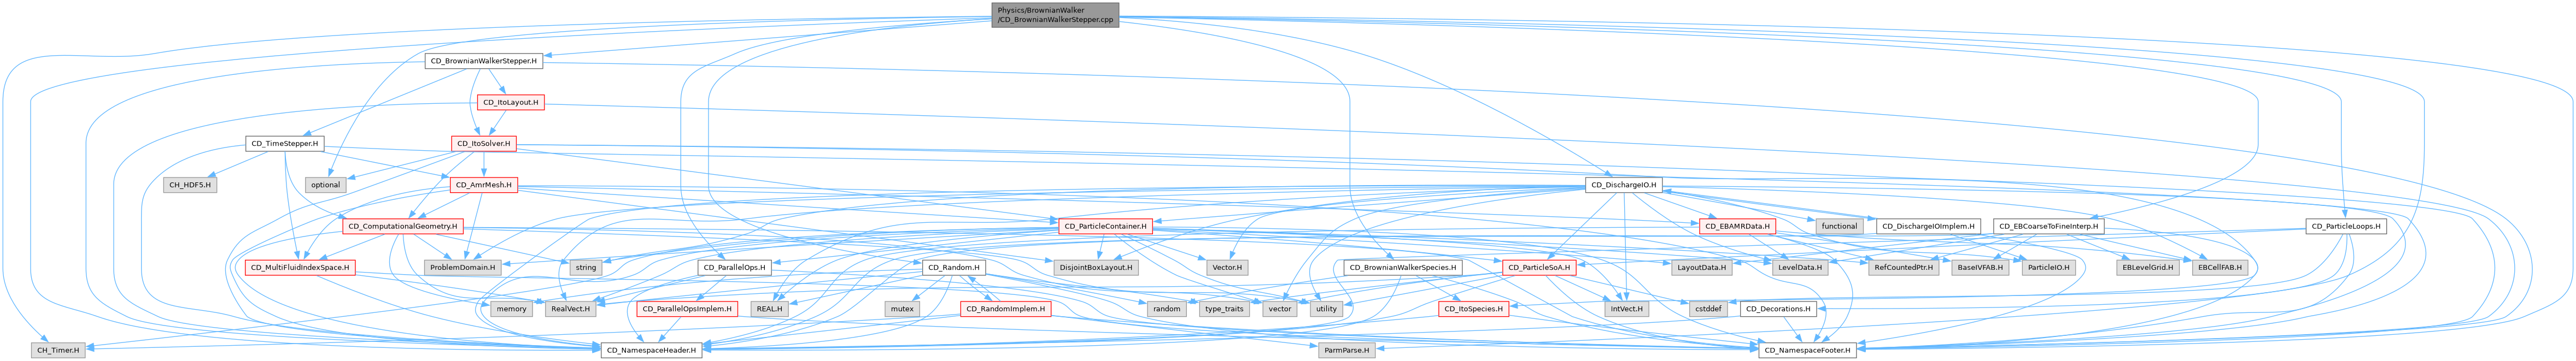 Physics/BrownianWalker
/CD_BrownianWalkerStepper.cpp
CD_BrownianWalkerStepper.H
CD_ItoLayout.H
CD_TimeStepper.H
CD_ItoSolver.H
CH_HDF5.H
optional
CD_AmrMesh.H
CD_DischargeIO.H
CD_ComputationalGeometry.H
CD_ParticleContainer.H
CD_EBAMRData.H
functional
CD_DischargeIOImplem.H
CD_EBCoarseToFineInterp.H
CD_ParticleLoops.H
CD_MultiFluidIndexSpace.H
ProblemDomain.H
string
CD_ParallelOps.H
CD_Random.H
DisjointBoxLayout.H
Vector.H
CD_BrownianWalkerSpecies.H
CD_ParticleSoA.H
LayoutData.H
LevelData.H
RefCountedPtr.H
BaseIVFAB.H
ParticleIO.H
EBLevelGrid.H
EBCellFAB.H
memory
RealVect.H
CD_ParallelOpsImplem.H
REAL.H
mutex
CD_RandomImplem.H
random
type_traits
vector
utility
CD_ItoSpecies.H
IntVect.H
cstddef
CD_Decorations.H
CH_Timer.H
CD_NamespaceHeader.H
ParmParse.H
CD_NamespaceFooter.H